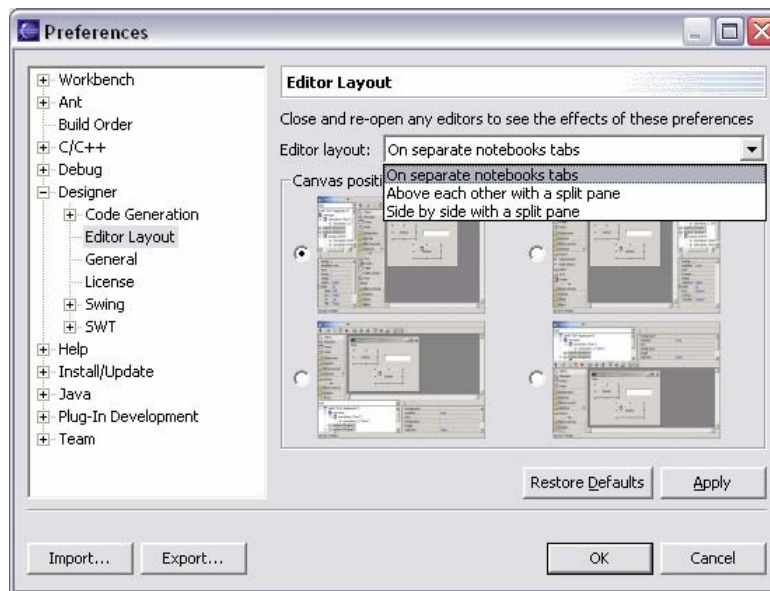 Preferences
Workbench
Ant
Build Order
C/C++
Debug
Designer
Code Generation
Editor Layout
General
License
Swing
SWT
Help
Install/Update
Java
Plug-In Development
Team
Editor Layout
Close and re-open any editors to see the effects of these preferences
Editor layout: On separate notebooks tabs
On separate notebooks tabs
Above each other with a split pane
Side by side with a split pane
Canvas positi
Restore Defaults Apply
Import... Export... OK Cancel